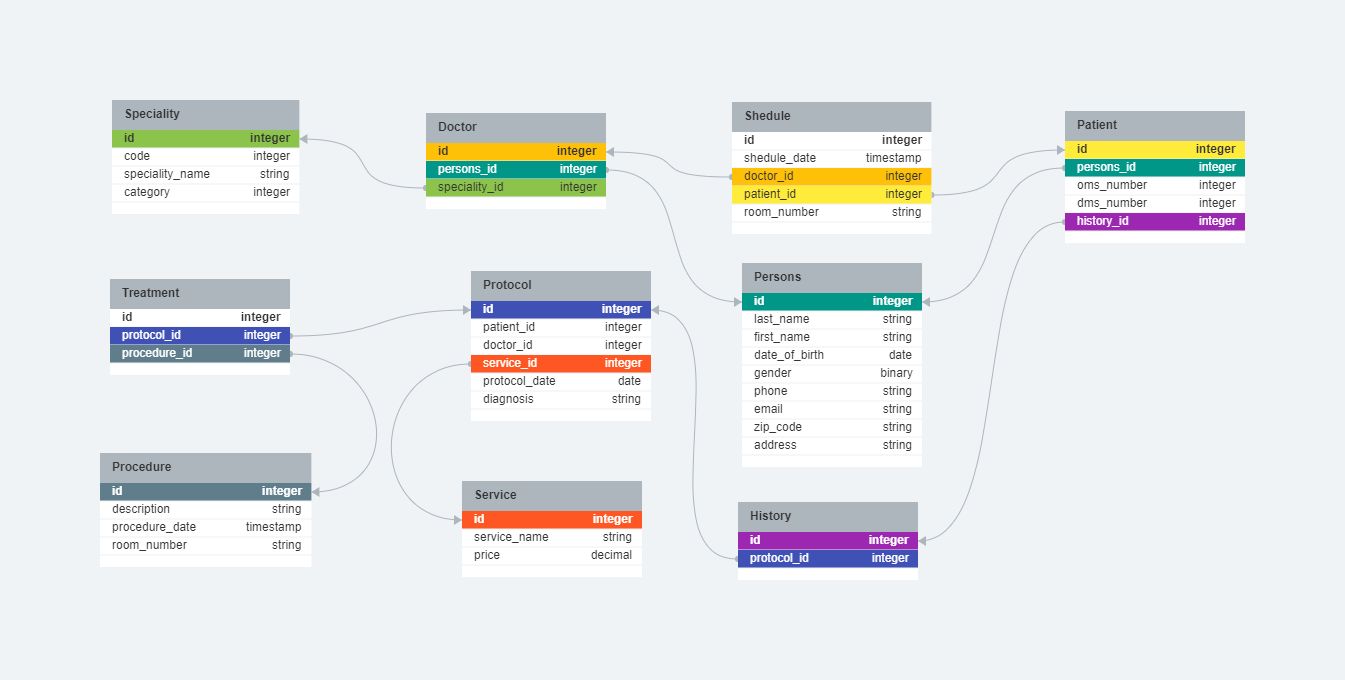 Speciality
id integer
code integer
speciality_name string
category integer
Doctor
id integer
persons_id integer
speciality_id integer
Shedule
id integer
shedule_date timestamp
doctor_id integer
patient_id integer
room_number string
Patient
id integer
persons_id integer
oms_number integer
dms_number integer
history_id integer
Treatment
id integer
protocol_id integer
procedure_id integer
Protocol
id integer
patient_id integer
doctor_id integer
service_id integer
protocol_date date
diagnosis string
Persons
id integer
last_name string
first_name string
date_of_birth date
gender binary
phone string
email string
zip_code string
address string
Procedure
id integer
description string
procedure_date timestamp
room_number string
Service
id integer
service_name string
price decimal
History
id integer
protocol_id integer